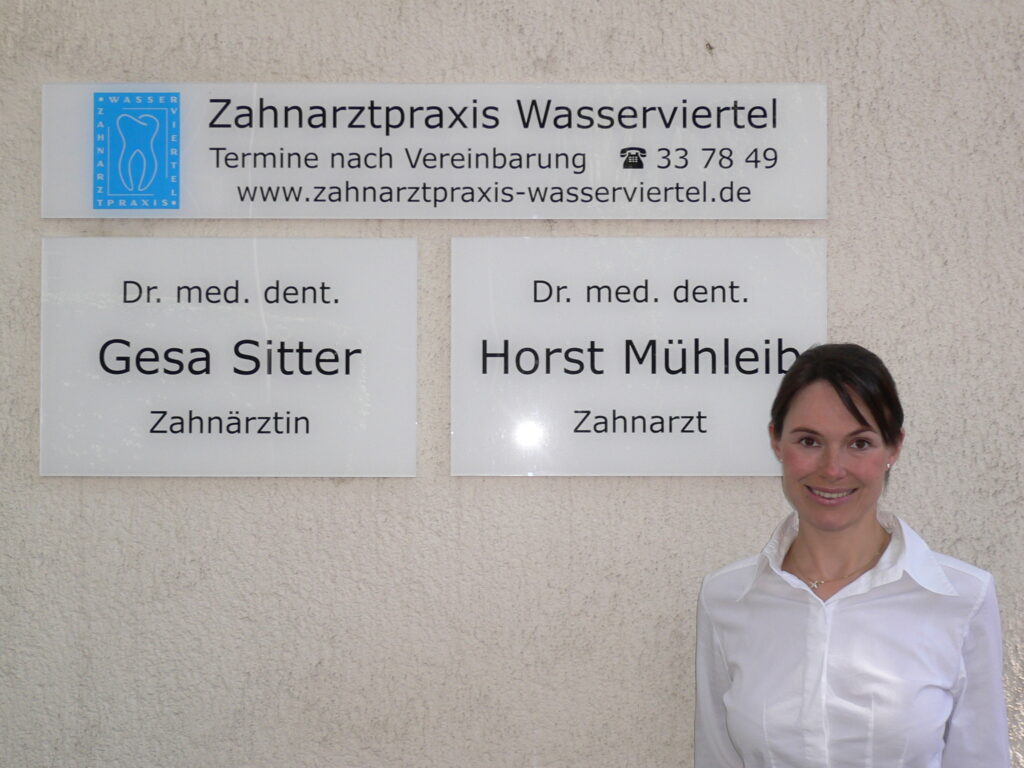 WASSER
VIERTEL
ZAHNARZT
PRAXIS
Zahnarztpraxis Wasserviertel
Termine nach Vereinbarung ☎ 33 78 49
www.zahnarztpraxis-wasserviertel.de
Dr. med. dent.
Gesa Sitter
Zahnärztin
Dr. med. dent.
Horst Mühleib
Zahnarzt